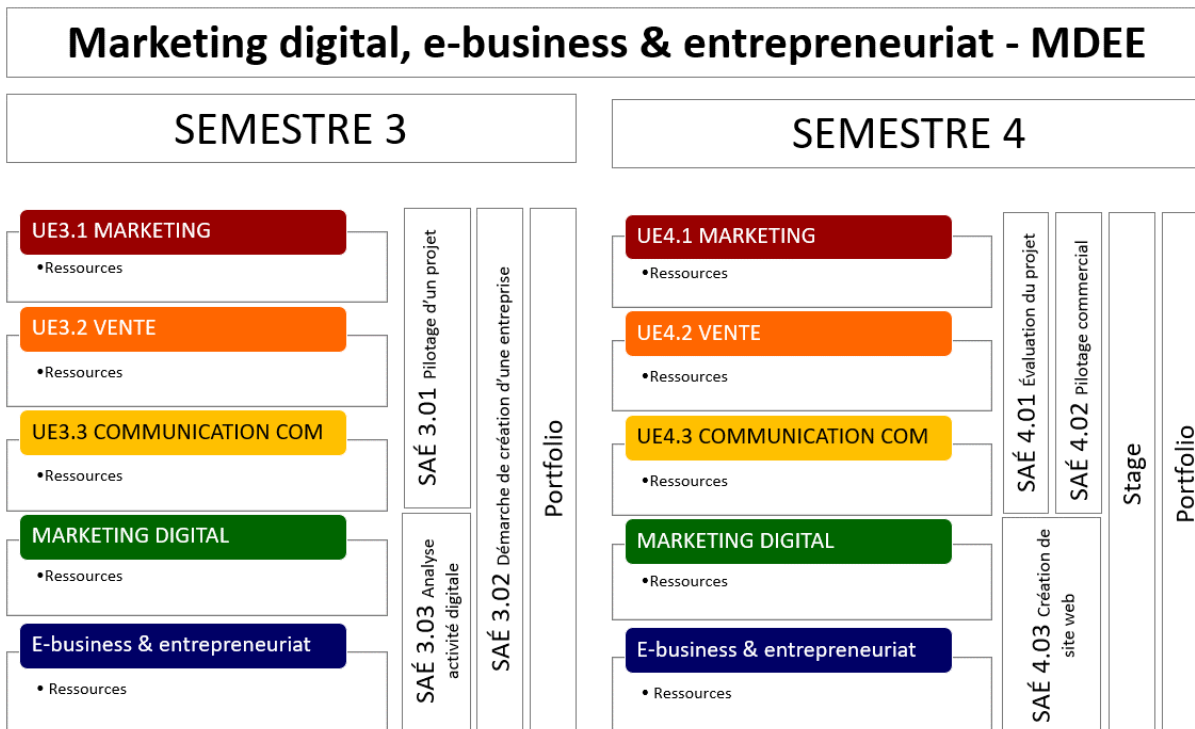 Marketing digital, e-business & entrepreneuriat - MDEE
SEMESTRE 3
UE3.1 MARKETING
•Ressources
UE3.2 VENTE
•Ressources
UE3.3 COMMUNICATION COM
•Ressources
MARKETING DIGITAL
•Ressources
E-business & entrepreneuriat
• Ressources
SAÉ 3.01 Pilotage d'un projet
SAÉ 3.03 Analyse
activité digitale
SAÉ 3.02 Démarche de création d'une entreprise
Portfolio
SEMESTRE 4
UE4.1 MARKETING
•Ressources
UE4.2 VENTE
•Ressources
UE4.3 COMMUNICATION COM
•Ressources
MARKETING DIGITAL
•Ressources
E-business & entrepreneuriat
• Ressources
SAÉ 4.01 Évaluation du projet
SAÉ 4.02 Pilotage commercial
SAÉ 4.03 Création de
site web
Stage
Portfolio